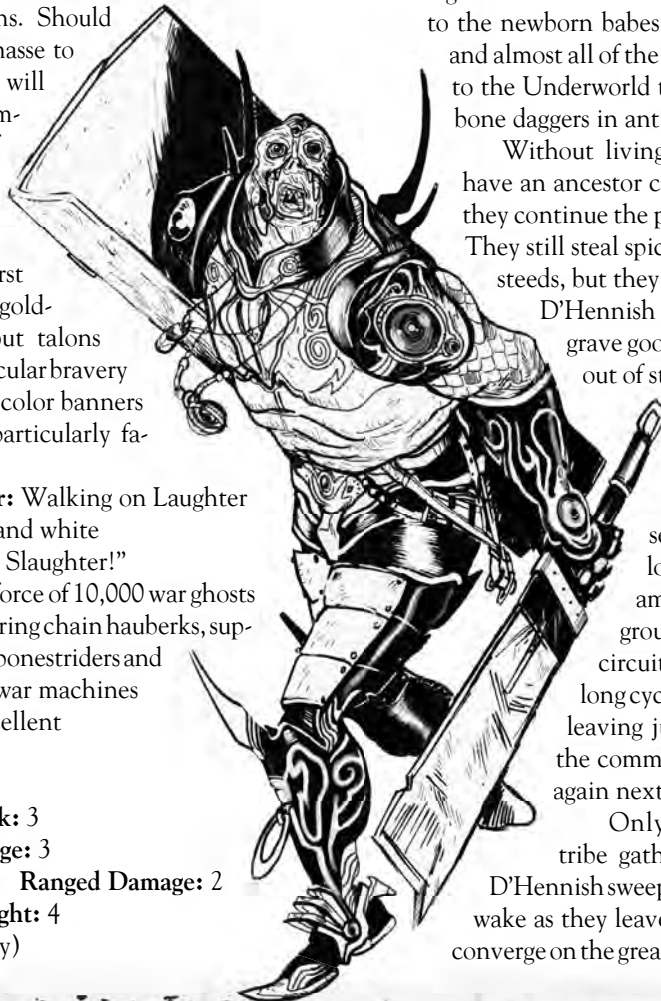 ns. Should
nasse to
will
m-
rst
gold-
out talons
cular bravery
color banners
particularly fa-
r: Walking on Laughter
and white
Slaughter!”
force of 10,000 war ghosts
ring chain hauberks, sup-
bonestriders and
war machines
cellent
k: 3
ge: 3
Ranged Damage: 2
ght: 4
y)
to the newborn babes
and almost all of the
to the Underworld t
bone daggers in ant
Without living
have an ancestor c
they continue the p
They still steal spic
steeds, but they
D’Hennish
grave goo
out of st
se
lo
am
grou
circuit
long cyc
leaving ju
the comm
again next
Only
tribe gath
D’Hennish sweep
wake as they leave
converge on the grea